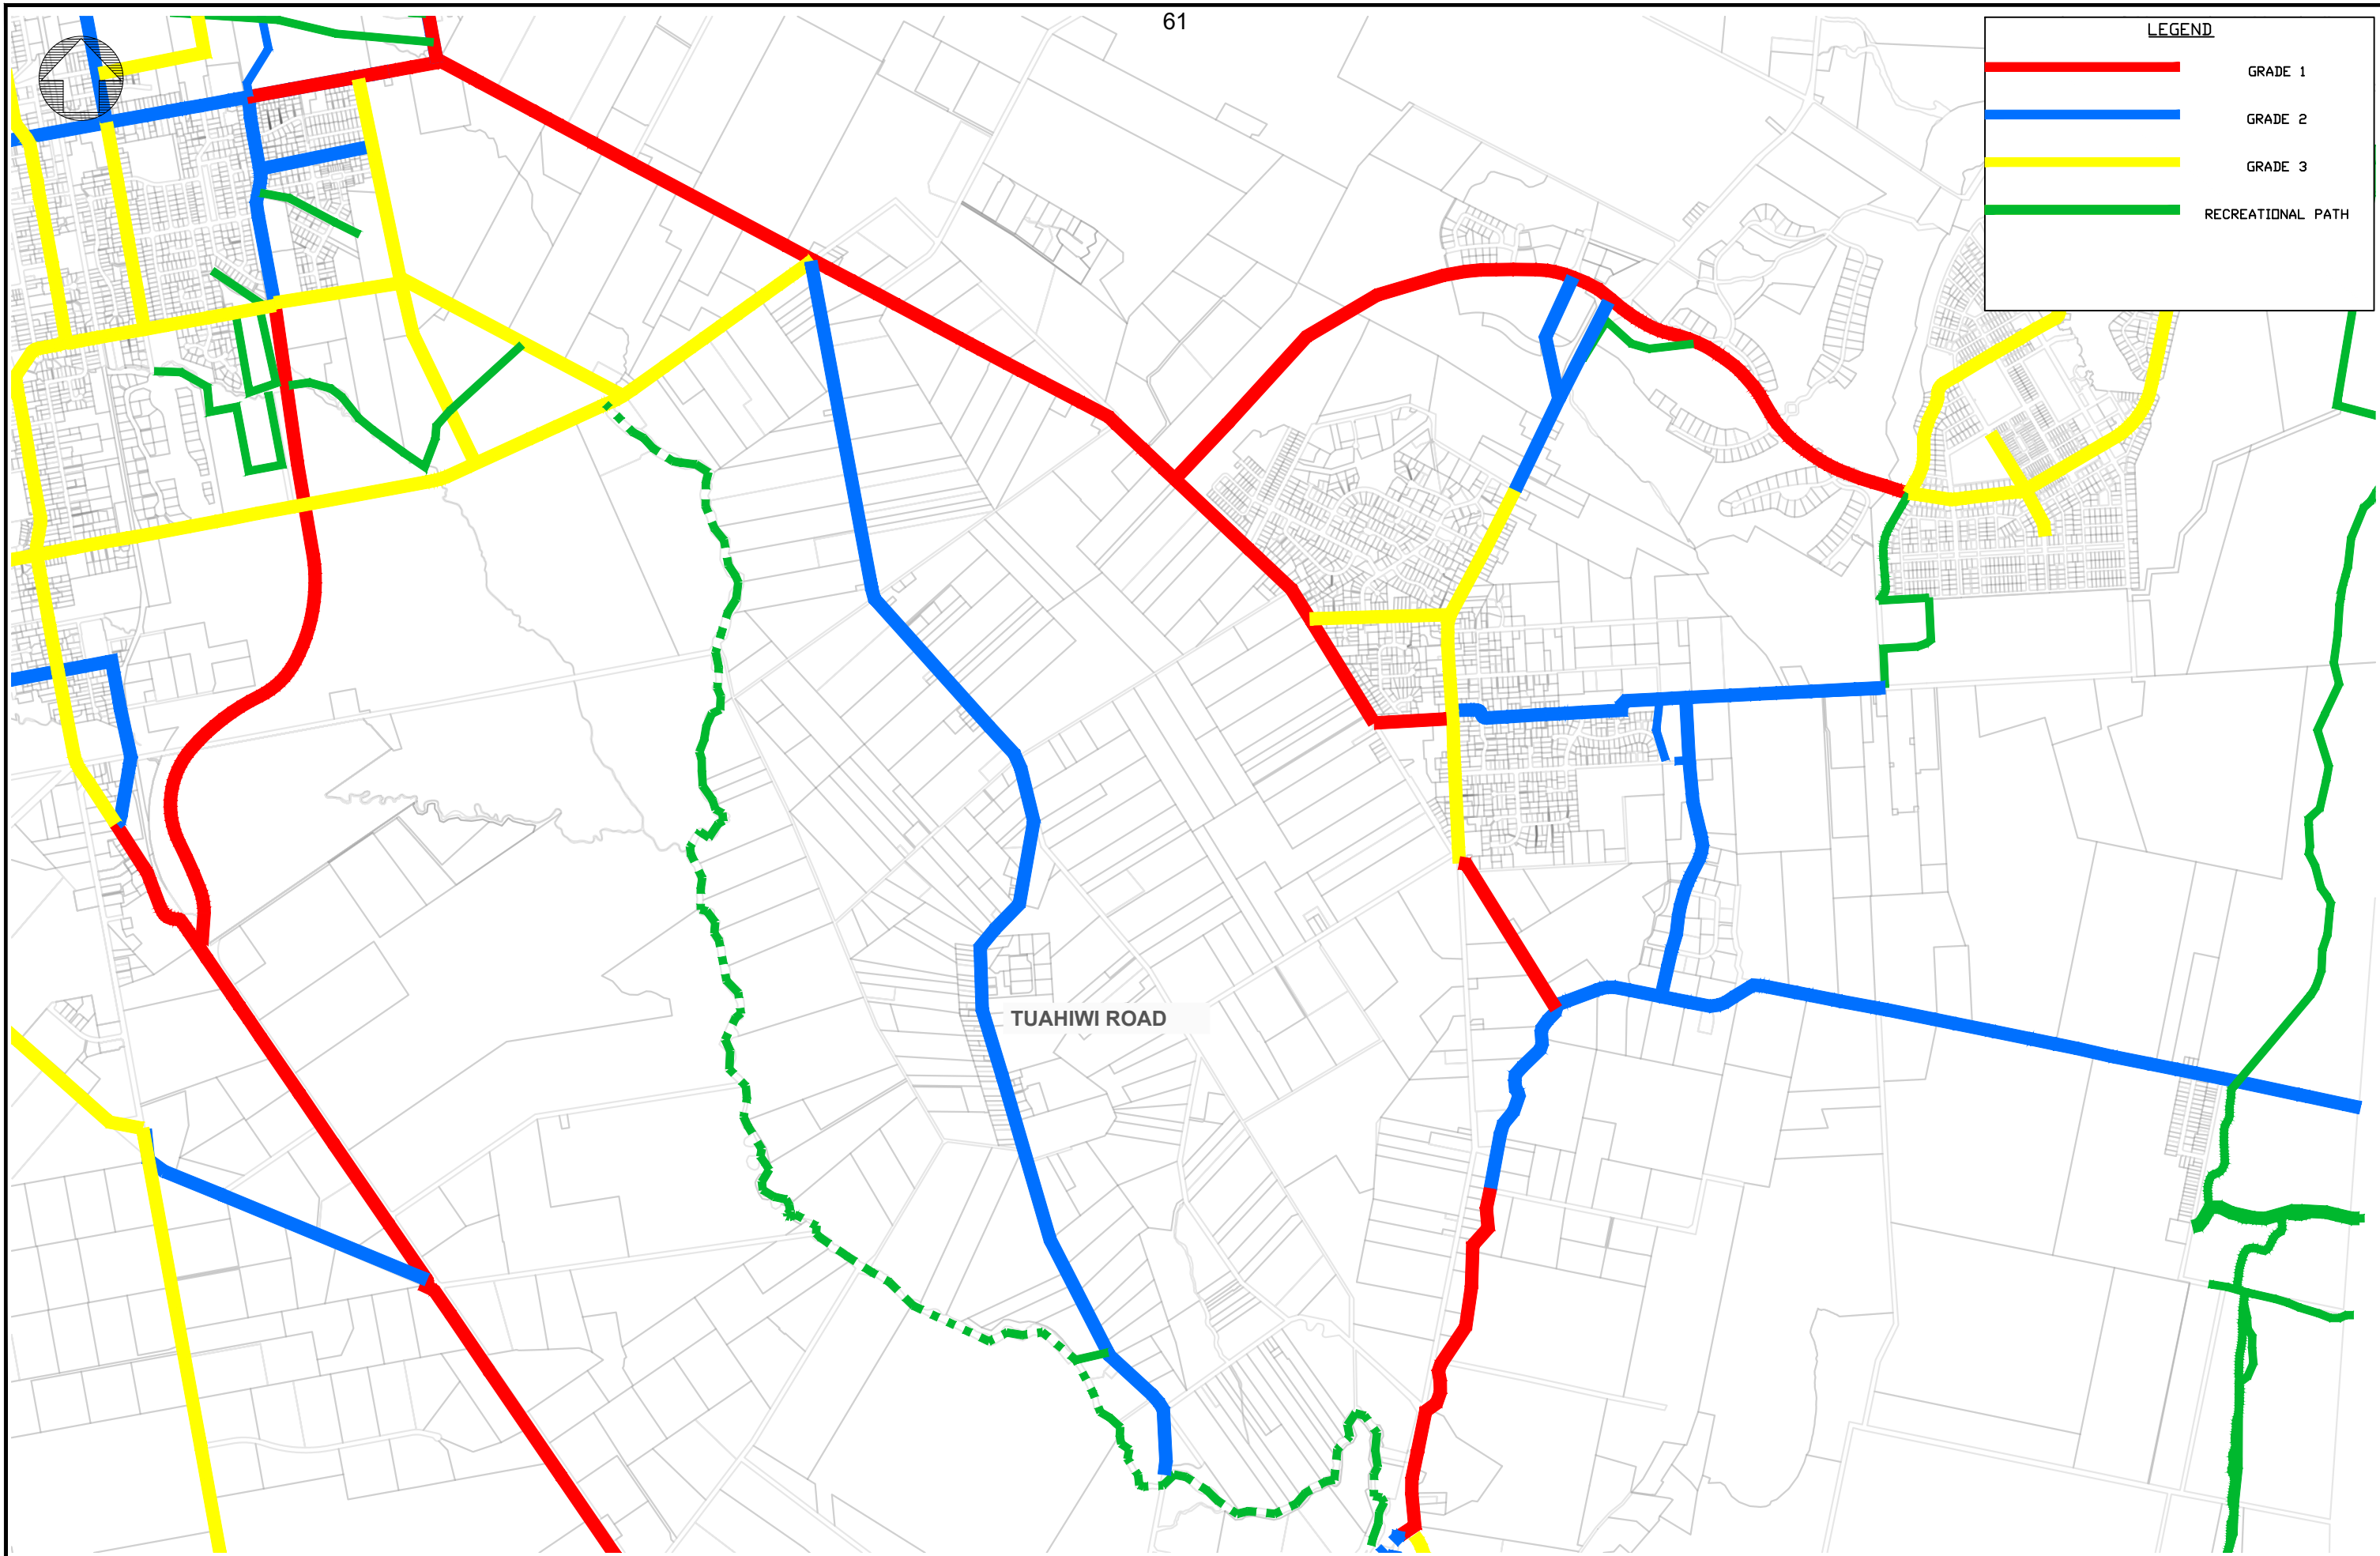 61
LEGEND
GRADE 1
GRADE 2
GRADE 3
RECREATIONAL PATH
TUAHIWI ROAD